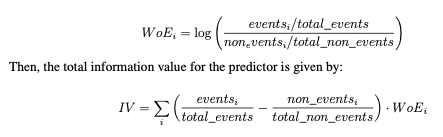 WoE_i = log ( (events_i/total_events) / (non_events_i/total_non_events) )
Then, the total information value for the predictor is given by:
IV = ∑_i ( events_i/total_events − non_events_i/total_non_events ) · WoE_i